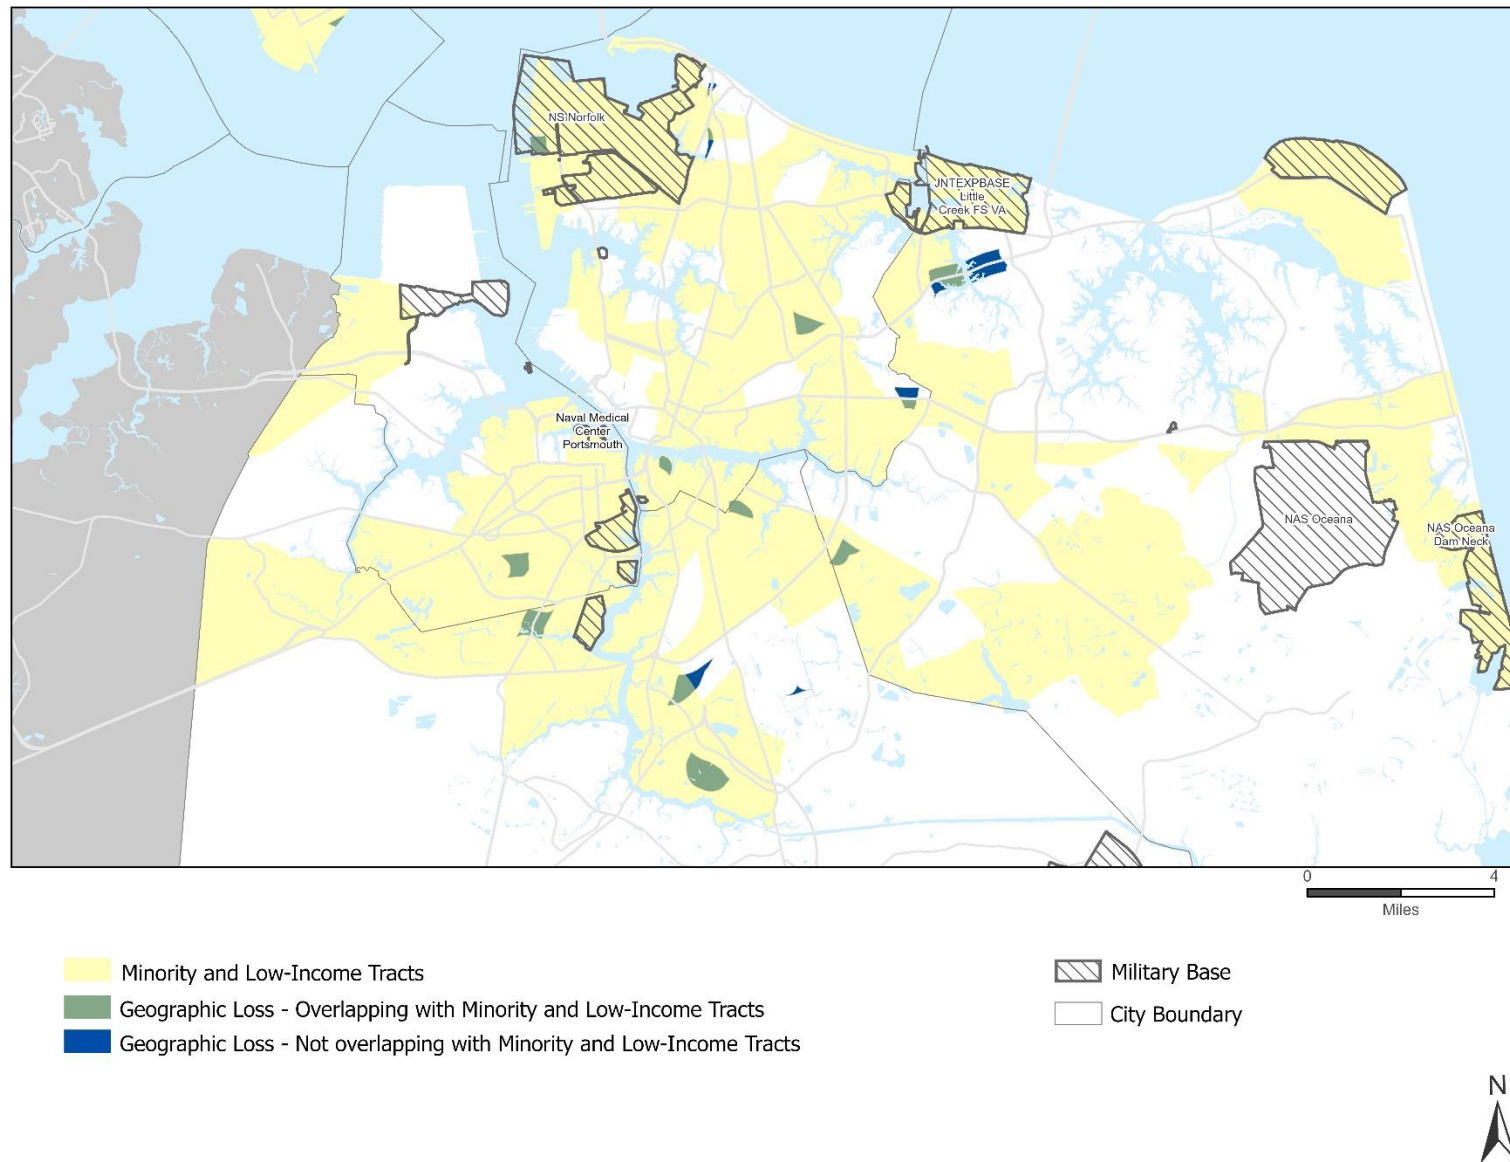 NS Norfolk
JNTEXPBASE
Little
Creek FS VA
Naval Medical
Center
Portsmouth
NAS Oceana
NAS Oceana
Dam Neck
0 4
Miles
Minority and Low-Income Tracts
Geographic Loss - Overlapping with Minority and Low-Income Tracts
Geographic Loss - Not overlapping with Minority and Low-Income Tracts
Military Base
City Boundary
N